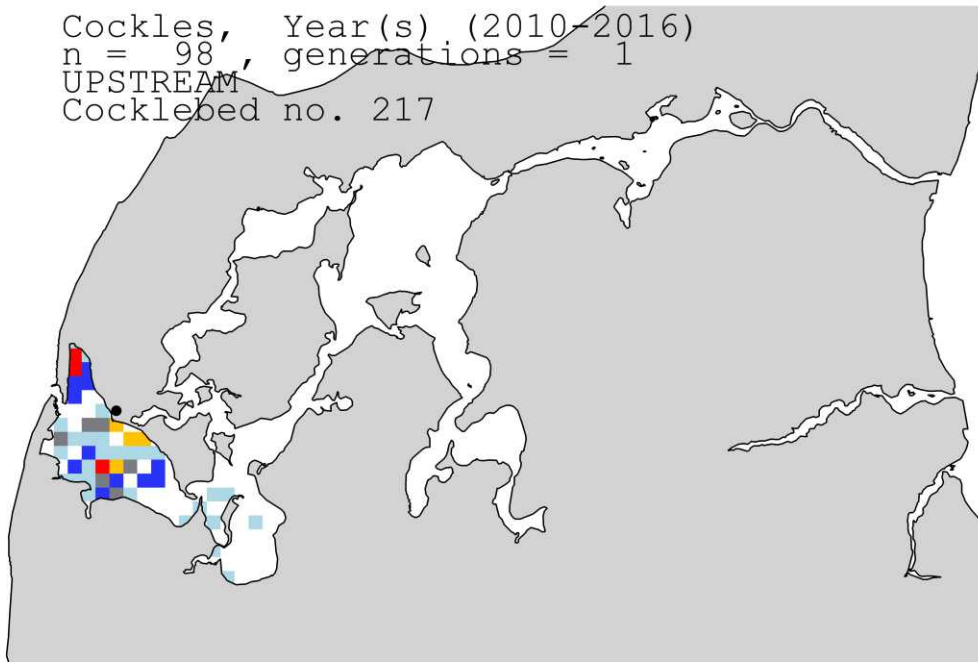 Cockles, Year(s) (2010-2016)
n = 98 , generations = 1
UPSTREAM
Cocklebed no. 217